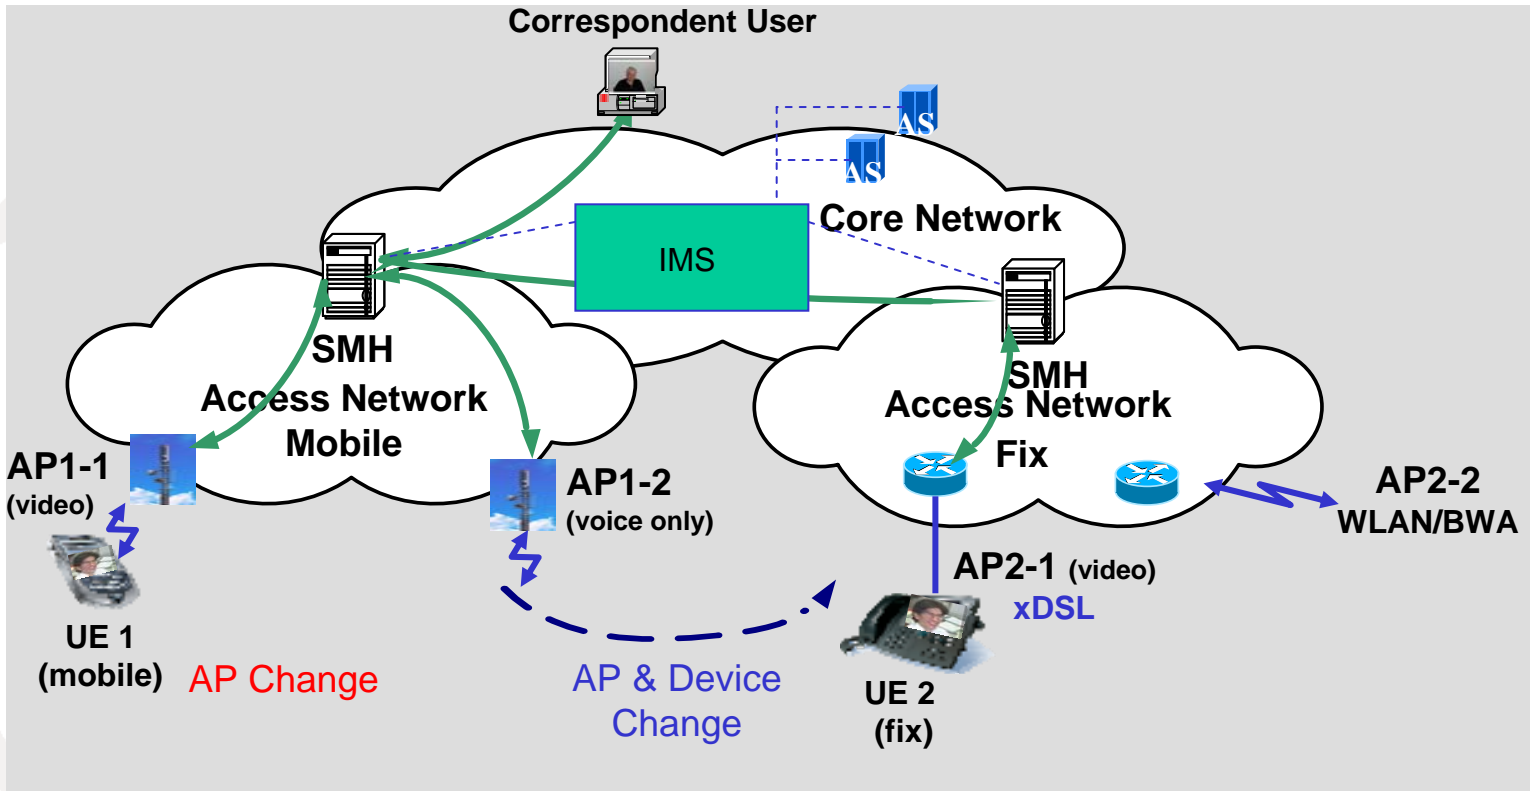 Correspondent User
AS
AS
Core Network
IMS
SMH
Access Network
Mobile
SMH
Access Network
Fix
AP1-1
(video)
AP1-2
(voice only)
AP2-2
WLAN/BWA
AP2-1 (video)
xDSL
UE 1
(mobile)
AP Change
AP & Device
Change
UE 2
(fix)